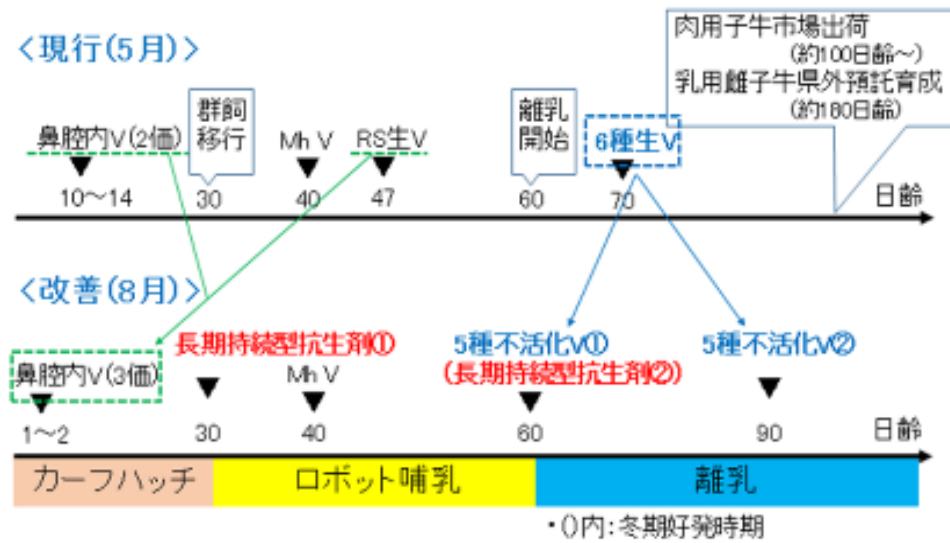 <現行(5月)>
肉用子牛市場出荷
(約100日齢~)
乳用雌子牛県外預託育成
(約180日齢)
群飼
移行
離乳
開始
鼻腔内V(2価)
Mh V
RS生V
6種生V
10~14
30
40
47
60
70
日齢
<改善(8月)>
長期持続型抗生剤①
5種不活化V①
5種不活化V②
鼻腔内V(3価)
Mh V
(長期持続型抗生剤②)
1~2
30
40
60
90
日齢
カーフハッチ
ロボット哺乳
離乳
・()内:冬期好発時期